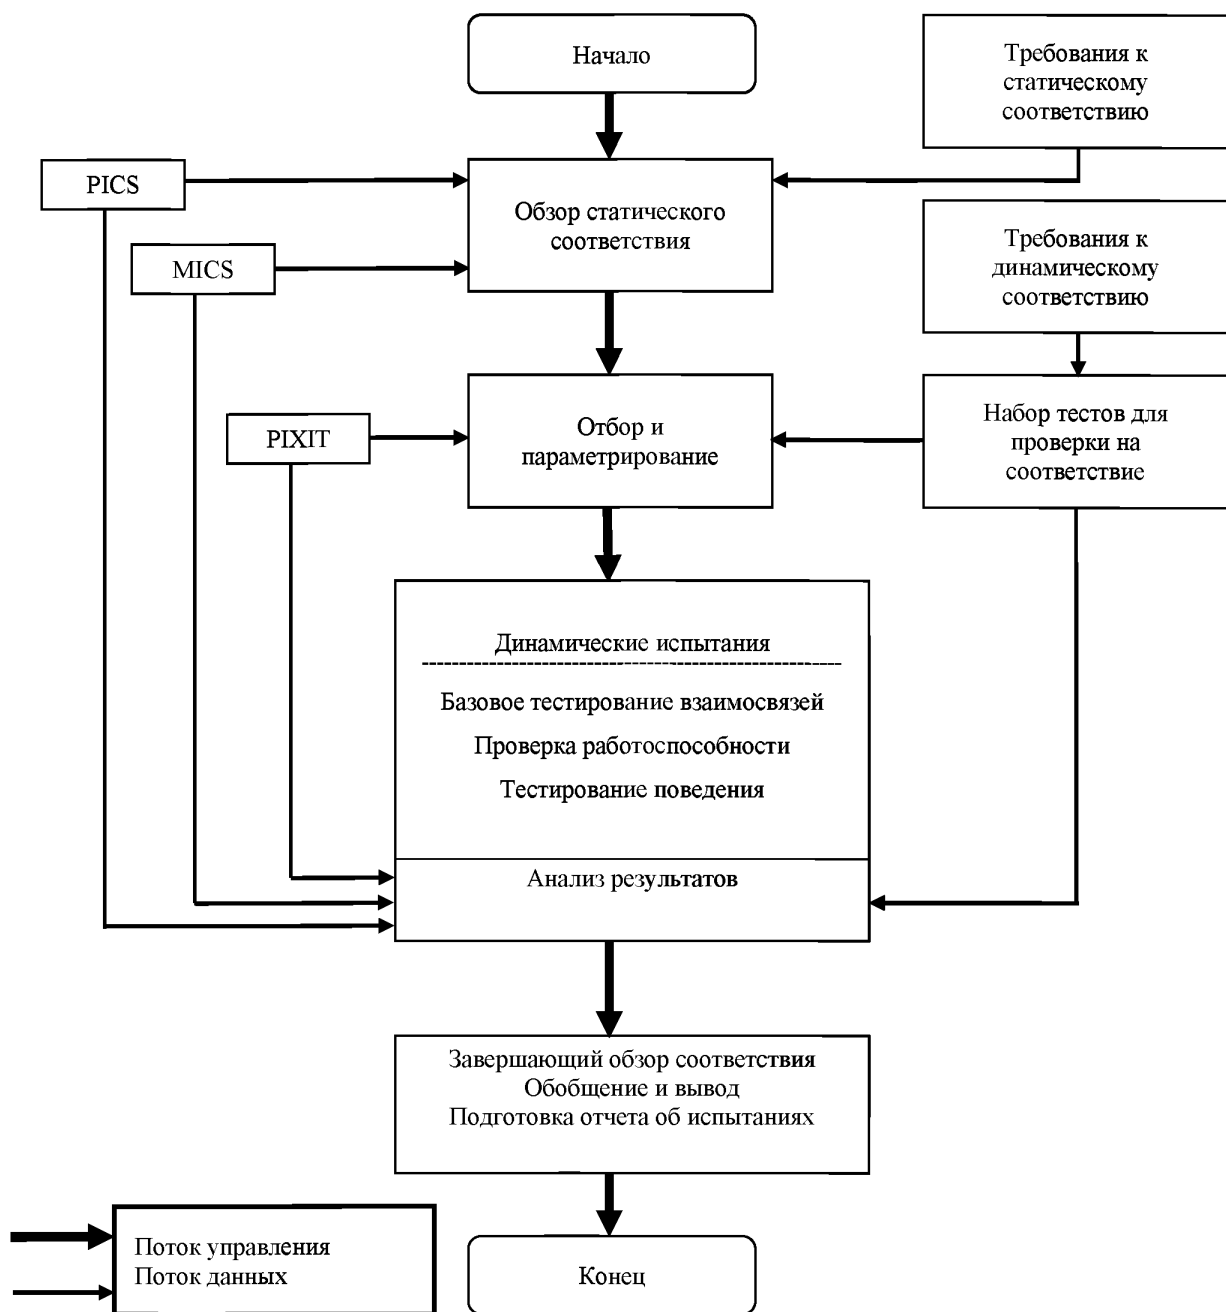 Начало
Требования к
статическому
соответствию
PICS
Обзор статического
соответствия
MICS
Требования к
динамическому
соответствию
PIXIT
Отбор и
параметрирование
Набор тестов для
проверки на
соответствие
Динамические испытания
Базовое тестирование взаимосвязей
Проверка работоспособности
Тестирование поведения
Анализ результатов
Завершающий обзор соответствия
Обобщение и вывод
Подготовка отчета об испытаниях
Поток управления
Поток данных
Конец